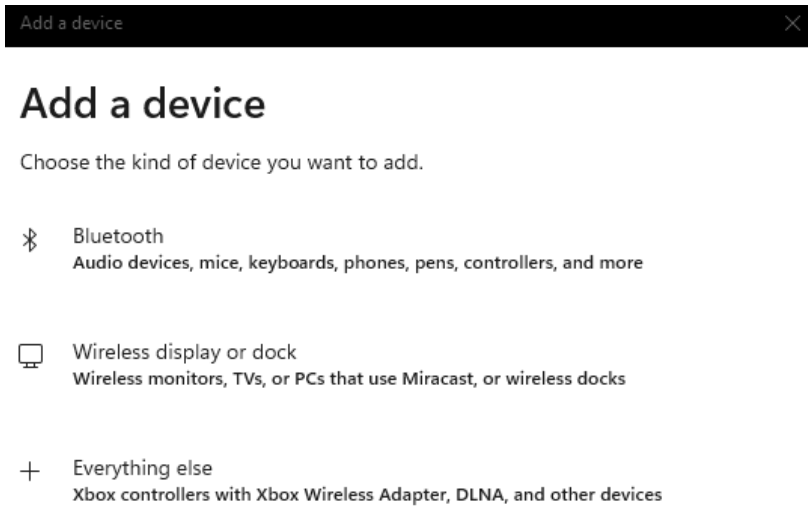 Add a device
Add a device
Choose the kind of device you want to add.
Bluetooth
Audio devices, mice, keyboards, phones, pens, controllers, and more
Wireless display or dock
Wireless monitors, TVs, or PCs that use Miracast, or wireless docks
Everything else
Xbox controllers with Xbox Wireless Adapter, DLNA, and other devices